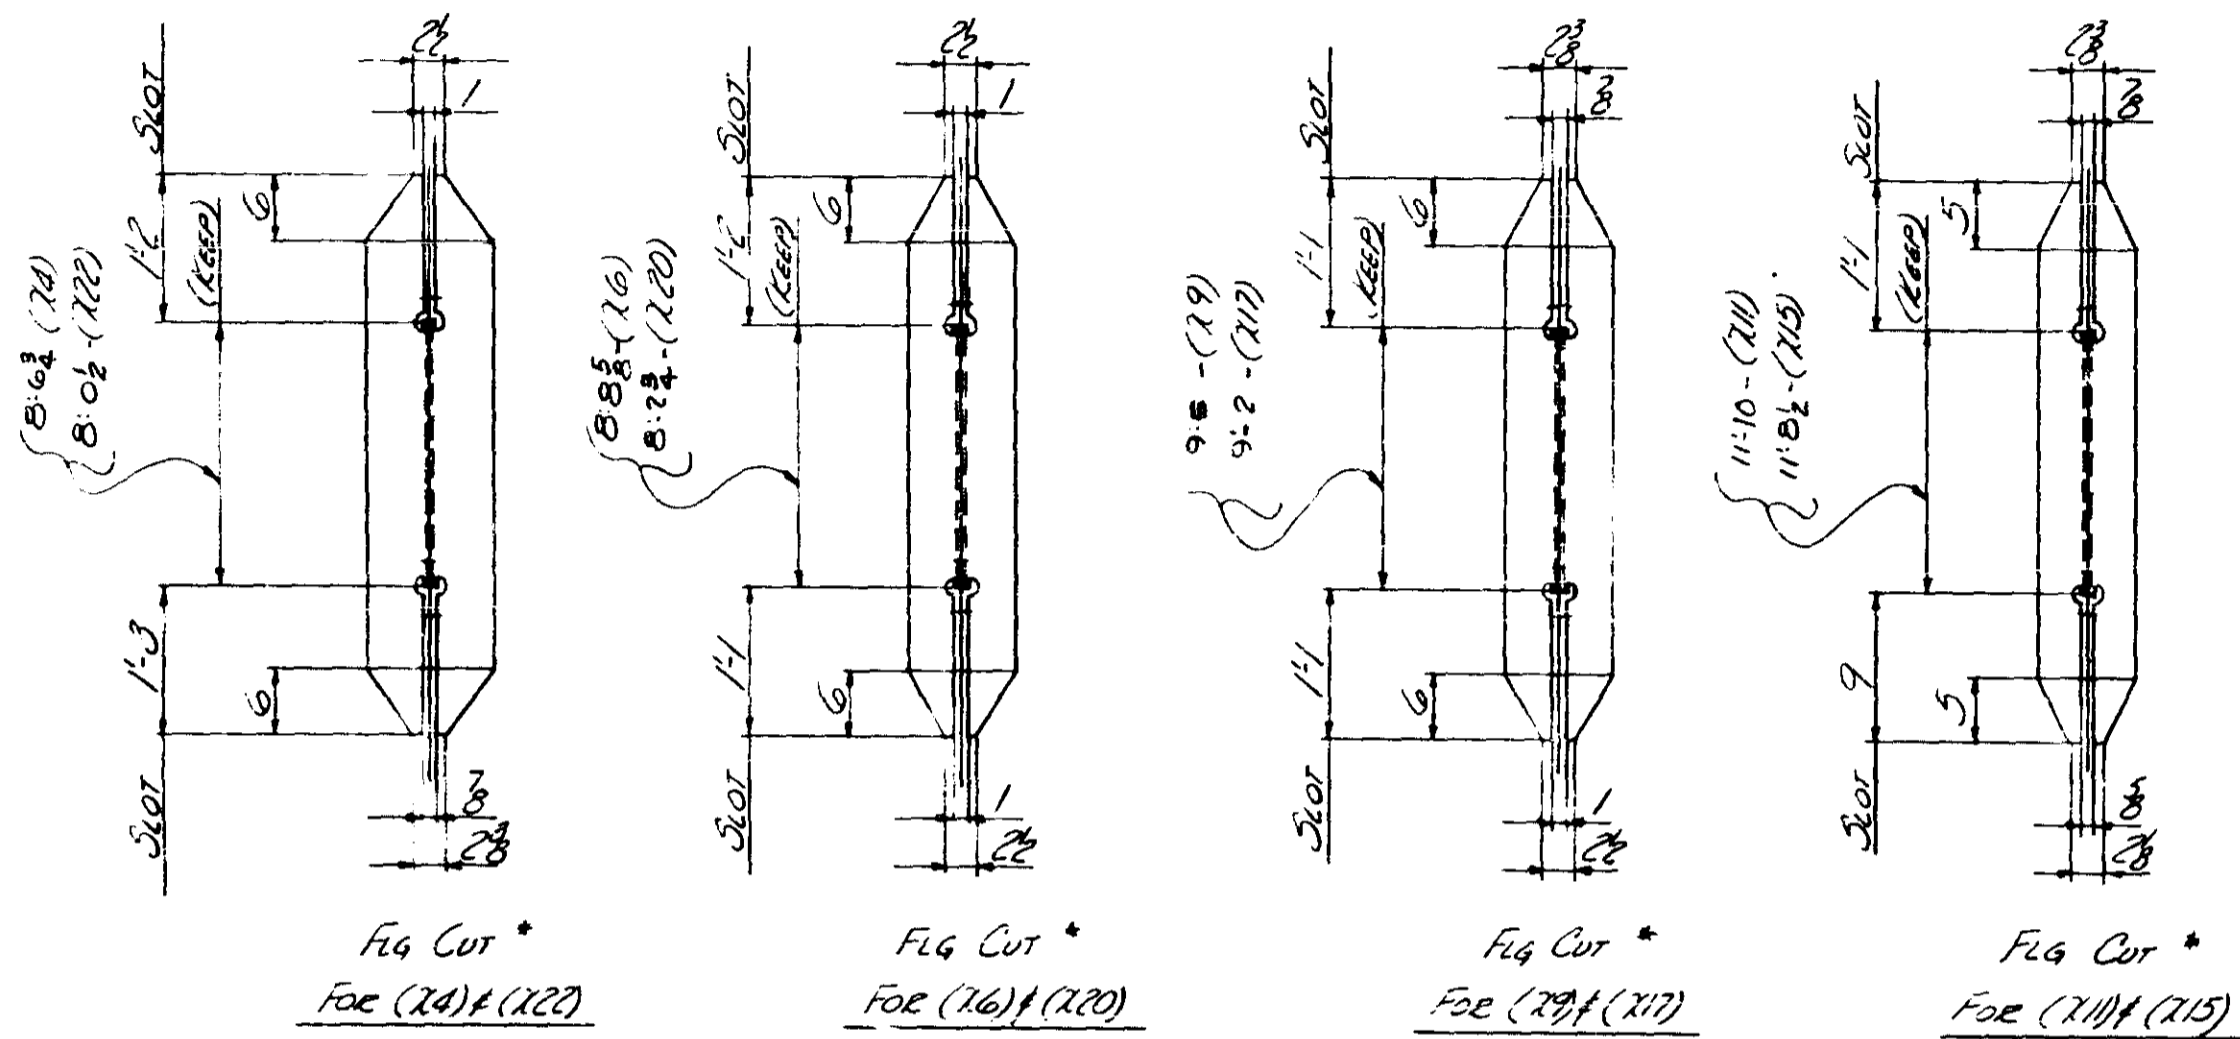 2 1/2
1
SLOT
1'-2
(KEEP)
6
8'-6 3/4 (X4)
8'-0 1/2 -(X22)
1'-3
6
SLOT
7/8
2 3/8
FLG CUT *
FOR (X4) & (X22)
2 1/2
1
SLOT
1'-2
(KEEP)
6
8'-8 5/8 -(X6)
8'-2 3/4 -(X20)
1'-1
6
SLOT
1
2 1/2
FLG CUT *
FOR (X6) & (X20)
2 3/8
7/8
SLOT
1'-1
(KEEP)
6
9'- -(X9)
9'-2 -(X17)
1'-1
6
SLOT
1
2 1/2
FLG CUT *
FOR (X9) & (X17)
2 3/8
7/8
SLOT
1'-1
(KEEP)
5
11'-10 -(X11)
11'-8 1/2 -(X15)
9
5
SLOT
2 1/8
FLG CUT *
FOR (X11) & (X15)